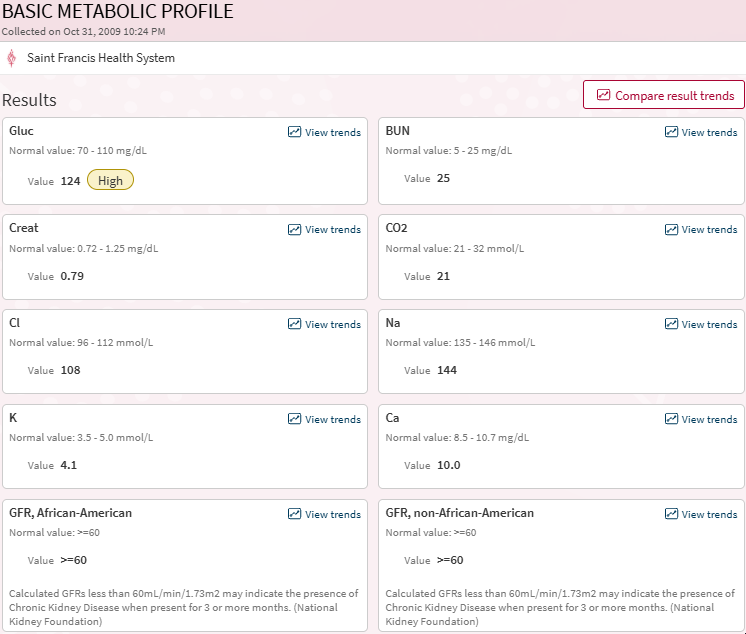 BASIC METABOLIC PROFILE
Collected on Oct 31, 2009 10:24 PM
Saint Francis Health System
Results
Compare result trends
Gluc
View trends
Normal value: 70 - 110 mg/dL
Value 124 High
BUN
View trends
Normal value: 5 - 25 mg/dL
Value 25
Creat
View trends
Normal value: 0.72 - 1.25 mg/dL
Value 0.79
CO2
View trends
Normal value: 21 - 32 mmol/L
Value 21
Cl
View trends
Normal value: 96 - 112 mmol/L
Value 108
Na
View trends
Normal value: 135 - 146 mmol/L
Value 144
K
View trends
Normal value: 3.5 - 5.0 mmol/L
Value 4.1
Ca
View trends
Normal value: 8.5 - 10.7 mg/dL
Value 10.0
GFR, African-American
View trends
Normal value: >=60
Value >=60
Calculated GFRs less than 60mL/min/1.73m2 may indicate the presence of
Chronic Kidney Disease when present for 3 or more months. (National
Kidney Foundation)
GFR, non-African-American
View trends
Normal value: >=60
Value >=60
Calculated GFRs less than 60mL/min/1.73m2 may indicate the presence of
Chronic Kidney Disease when present for 3 or more months. (National
Kidney Foundation)